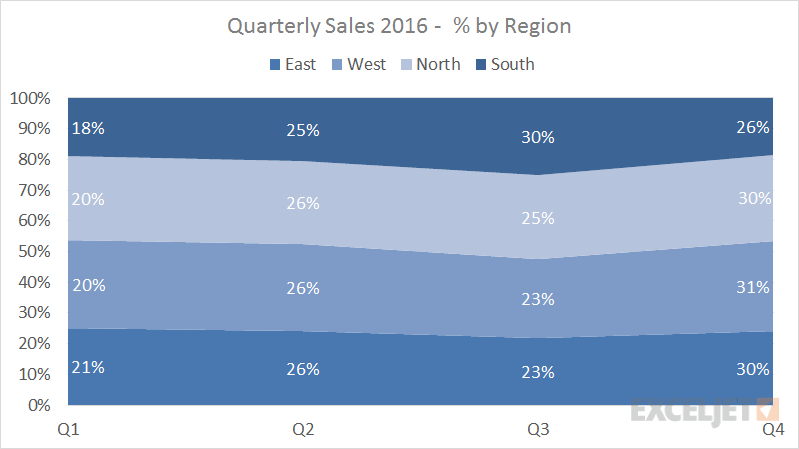 Quarterly Sales 2016 -  % by Region
East West North South
100%
90%
80%
70%
60%
50%
40%
30%
20%
10%
0%
18% 25% 30% 26%
20% 26% 25% 30%
20% 26% 23% 31%
21% 26% 23% 30%
EXCELJET
Q1 Q2 Q3 Q4